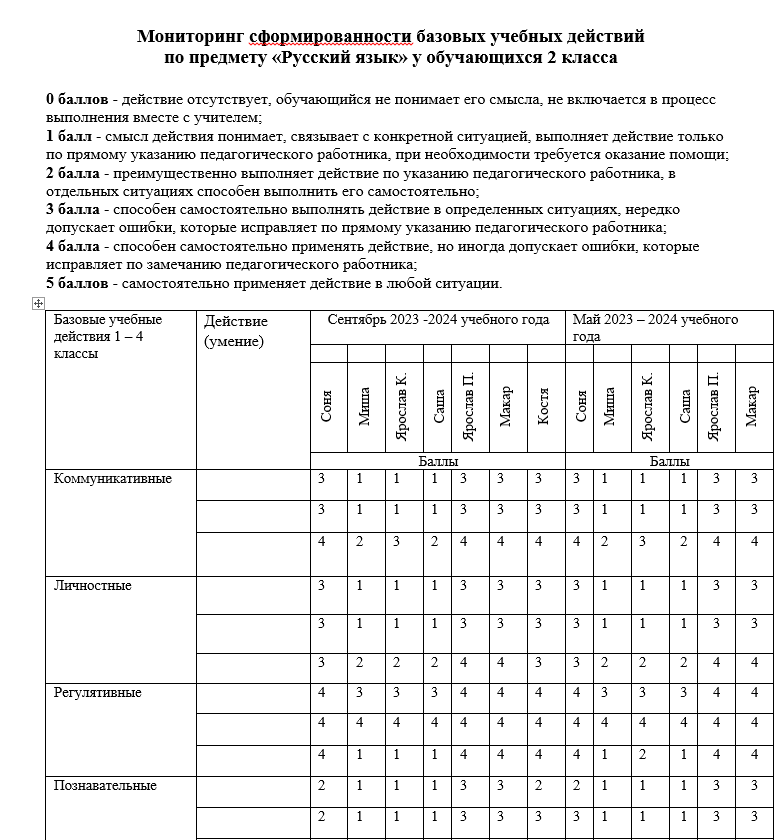 Мониторинг сформированности базовых учебных действий
по предмету «Русский язык» у обучающихся 2 класса
0 баллов - действие отсутствует, обучающийся не понимает его смысла, не включается в процесс
выполнения вместе с учителем;
1 балл - смысл действия понимает, связывает с конкретной ситуацией, выполняет действие только
по прямому указанию педагогического работника, при необходимости требуется оказание помощи;
2 балла - преимущественно выполняет действие по указанию педагогического работника, в
отдельных ситуациях способен выполнить его самостоятельно;
3 балла - способен самостоятельно выполнять действие в определенных ситуациях, нередко
допускает ошибки, которые исправляет по прямому указанию педагогического работника;
4 балла - способен самостоятельно применять действие, но иногда допускает ошибки, которые
исправляет по замечанию педагогического работника;
5 баллов - самостоятельно применяет действие в любой ситуации.
Базовые учебные
действия 1 – 4
классы
Действие
(умение)
Сентябрь 2023 -2024 учебного года
Май 2023 – 2024 учебного
года
Соня Миша Ярослав К. Саша Ярослав П. Макар Костя Соня Миша Ярослав К. Саша Ярослав П. Макар
Баллы Баллы
Коммуникативные 3 1 1 1 3 3 3 3 1 1 1 3 3
3 1 1 1 3 3 3 3 1 1 1 3 3
4 2 3 2 4 4 4 4 2 3 2 4 4
Личностные 3 1 1 1 3 3 3 3 1 1 1 3 3
3 1 1 1 3 3 3 3 1 1 1 3 3
3 2 2 2 4 4 3 3 2 2 2 4 4
Регулятивные 4 3 3 3 4 4 4 4 3 3 3 4 4
4 4 4 4 4 4 4 4 4 4 4 4 4
4 1 1 1 4 4 4 4 1 2 1 4 4
Познавательные 2 1 1 1 3 3 2 2 1 1 1 3 3
2 1 1 1 3 3 3 3 1 1 1 3 3